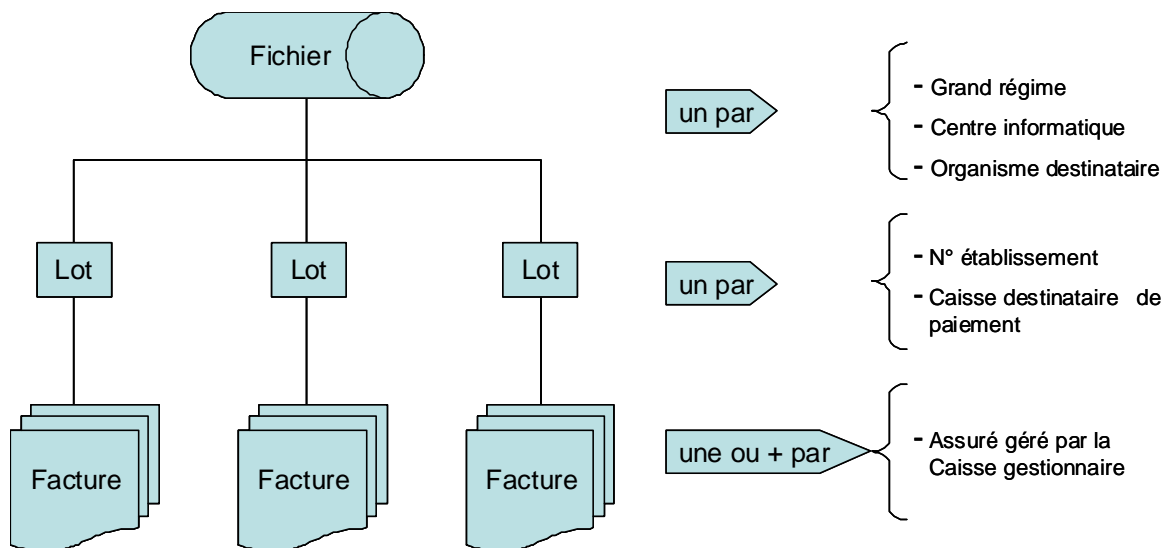 Fichier
un par
- Grand régime
- Centre informatique
- Organisme destinataire
Lot
Lot
Lot
un par
- N° établissement
- Caisse destinataire de
paiement
Facture
Facture
Facture
une ou + par
- Assuré géré par la
Caisse gestionnaire